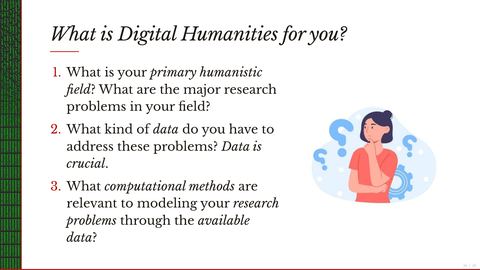 What is Digital Humanities for you?
1. What is your primary humanistic
field? What are the major research
problems in your field?
2. What kind of data do you have to
address these problems? Data is
crucial.
3. What computational methods are
relevant to modeling your research
problems through the available
data?